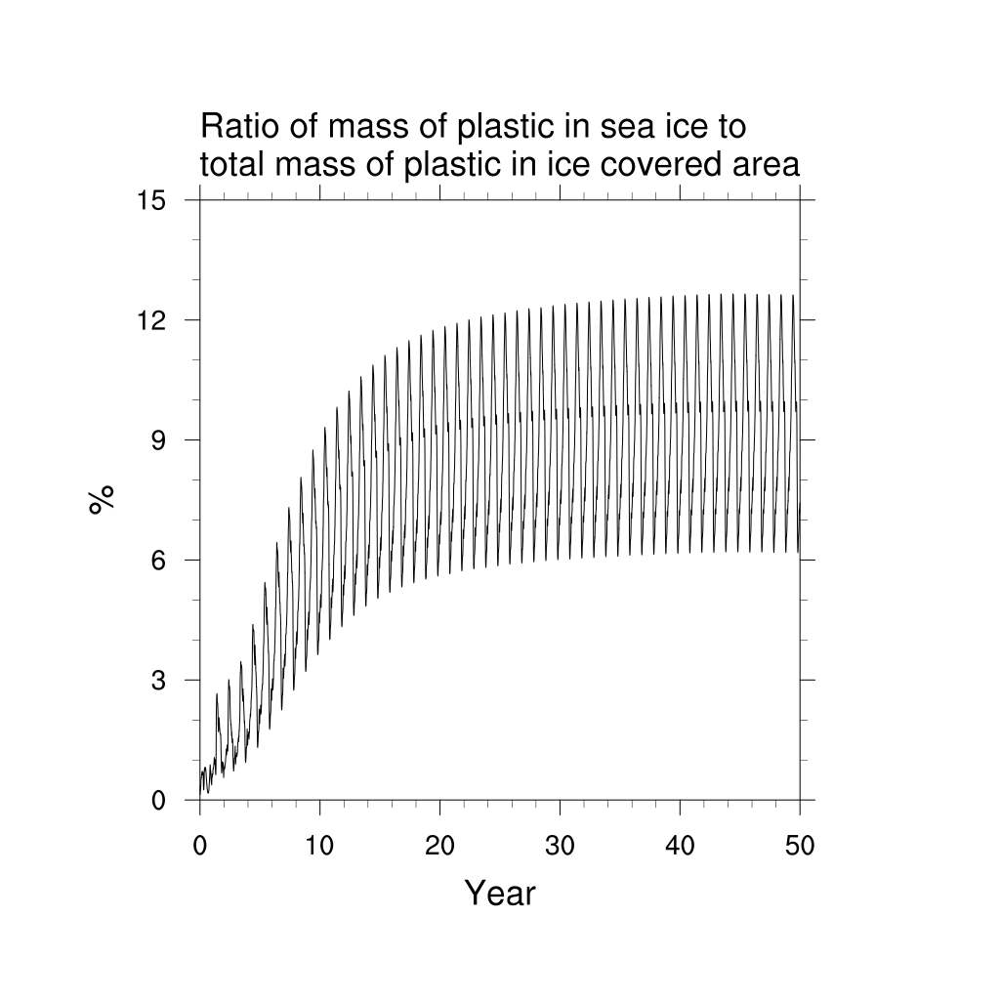 Ratio of mass of plastic in sea ice to
total mass of plastic in ice covered area
15
12
9
6
3
0
%
0 10 20 30 40 50
Year